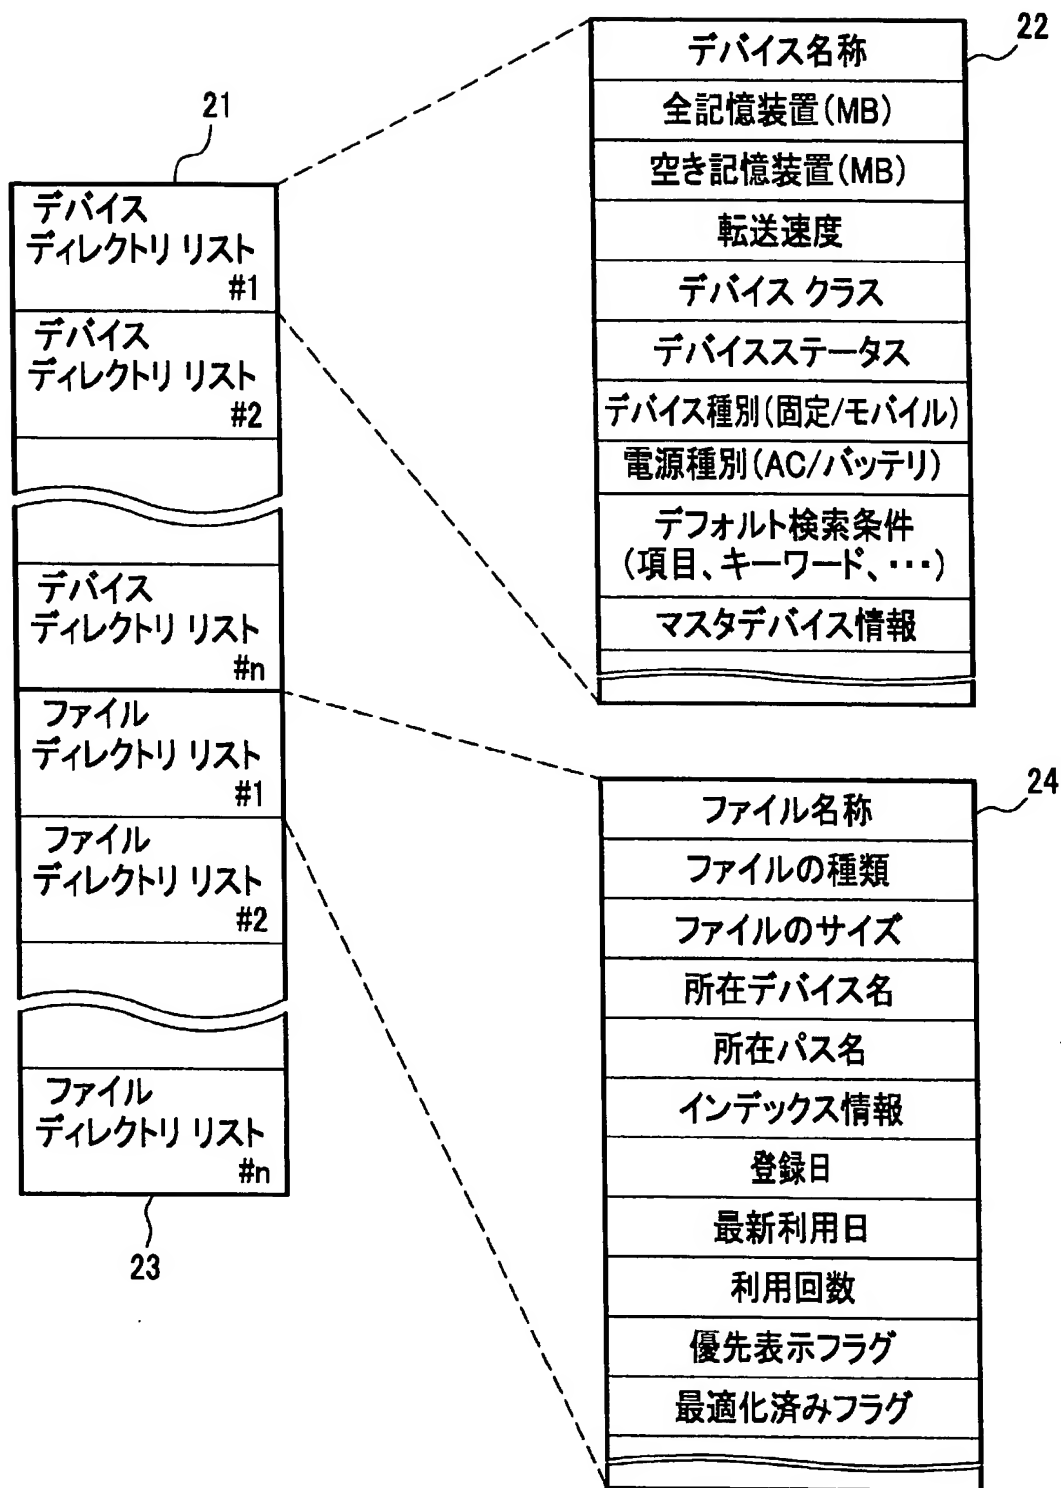 21
デバイス
ディレクトリ リスト
#1
デバイス
ディレクトリ リスト
#2
デバイス
ディレクトリ リスト
#n
ファイル
ディレクトリ リスト
#1
ファイル
ディレクトリ リスト
#2
ファイル
ディレクトリ リスト
#n
23
22
デバイス名称
全記憶装置(MB)
空き記憶装置(MB)
転送速度
デバイス クラス
デバイスステータス
デバイス種別(固定/モバイル)
電源種別(AC/バッテリ)
デフォルト検索条件
(項目、キーワード、･･･)
マスタデバイス情報
24
ファイル名称
ファイルの種類
ファイルのサイズ
所在デバイス名
所在パス名
インデックス情報
登録日
最新利用日
利用回数
優先表示フラグ
最適化済みフラグ